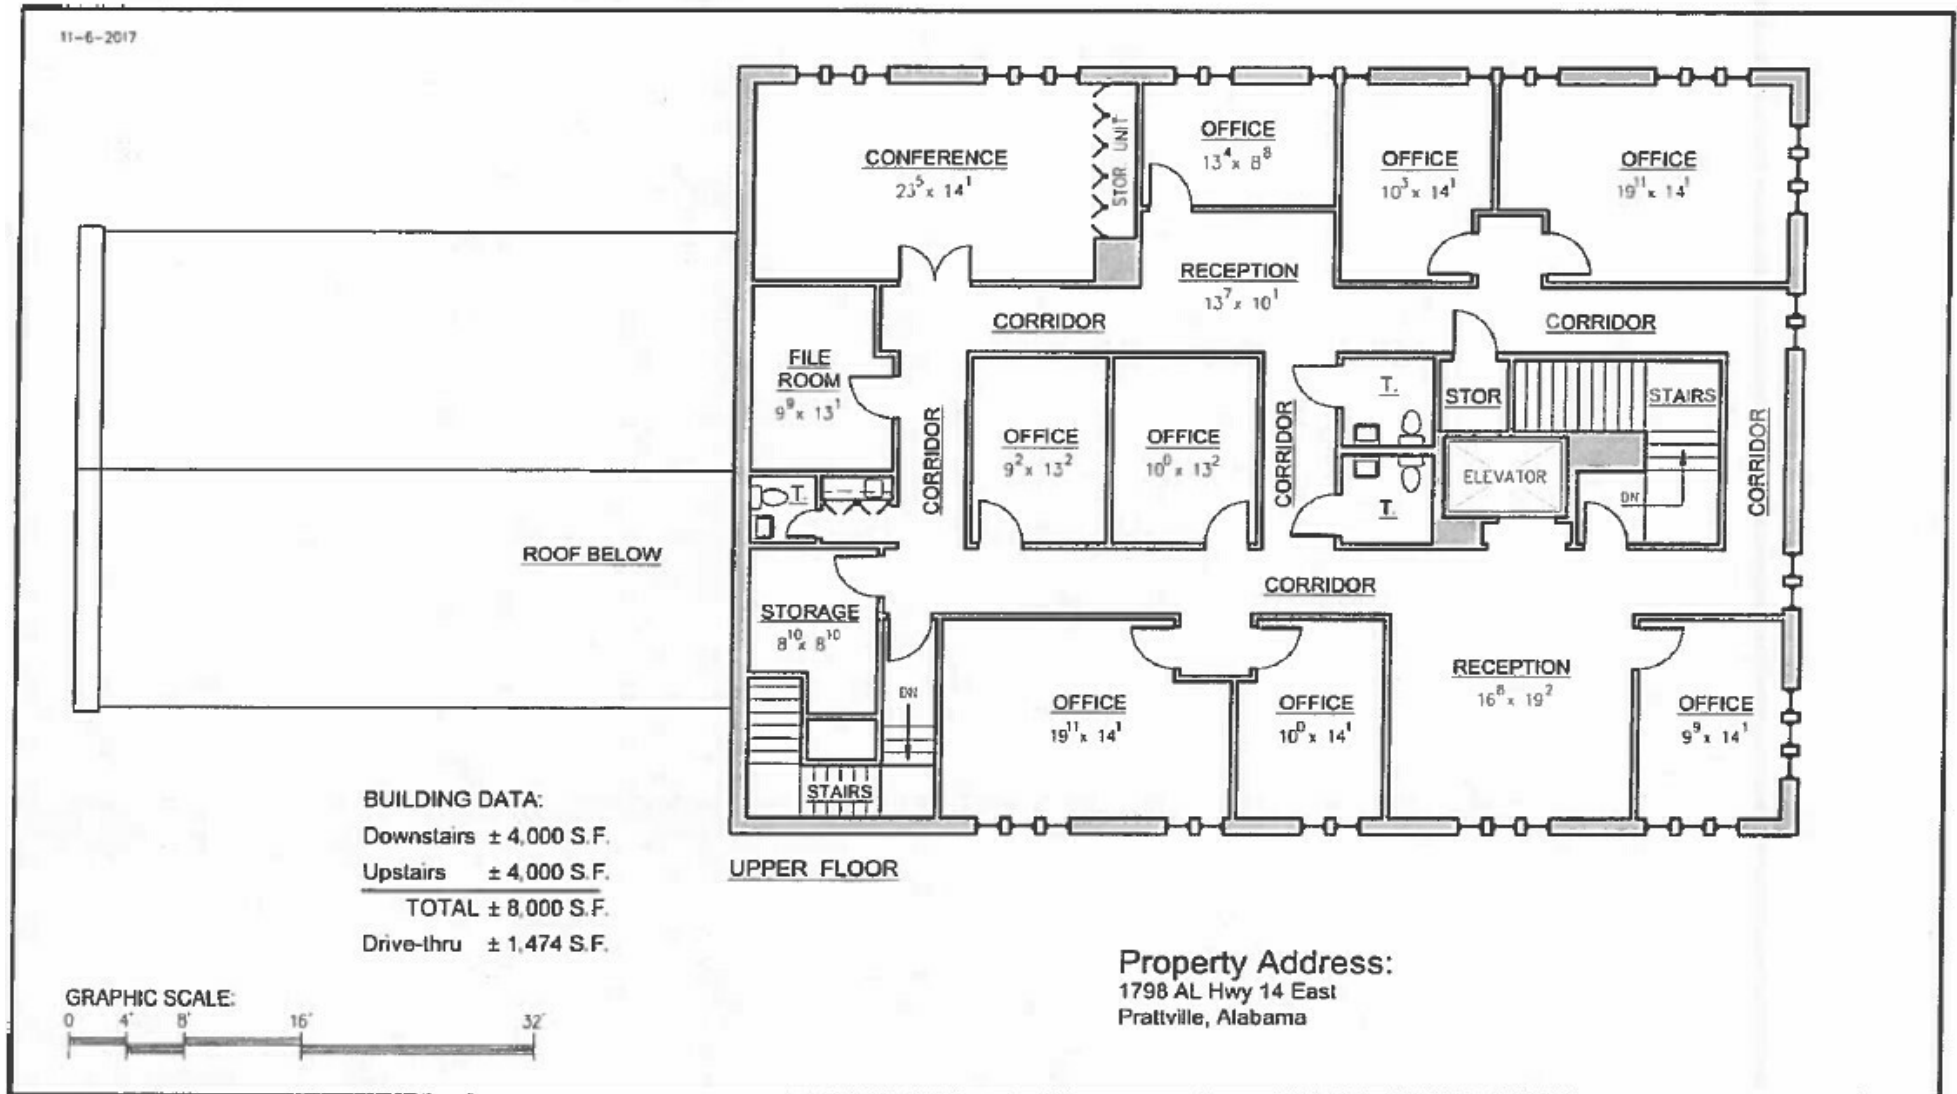 11-6-2017
CONFERENCE
23⁵ x 14¹
STOR. UNIT
OFFICE
13⁴ x 8⁸
OFFICE
10³ x 14¹
OFFICE
19¹¹ x 14¹
RECEPTION
13⁷ x 10¹
CORRIDOR
CORRIDOR
FILE
ROOM
9⁹ x 13¹
CORRIDOR
OFFICE
9² x 13²
OFFICE
10⁰ x 13²
CORRIDOR
T.
STOR
STAIRS
CORRIDOR
ELEVATOR
T.
T.
DN
ROOF BELOW
CORRIDOR
STORAGE
8¹⁰ x 8¹⁰
DN
STAIRS
OFFICE
19¹¹ x 14¹
OFFICE
10⁰ x 14¹
RECEPTION
16⁸ x 19²
OFFICE
9⁹ x 14¹
UPPER FLOOR
BUILDING DATA:
Downstairs ± 4,000 S.F.
Upstairs ± 4,000 S.F.
TOTAL ± 8,000 S.F.
Drive-thru ± 1,474 S.F.
GRAPHIC SCALE:
0 4' 8' 16' 32'
Property Address:
1798 AL Hwy 14 East
Prattville, Alabama